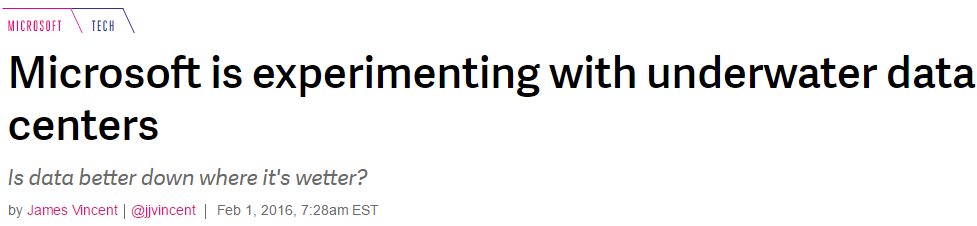 MICROSOFT TECH
Microsoft is experimenting with underwater data
centers
Is data better down where it's wetter?
by James Vincent | @jjvincent | Feb 1, 2016, 7:28am EST